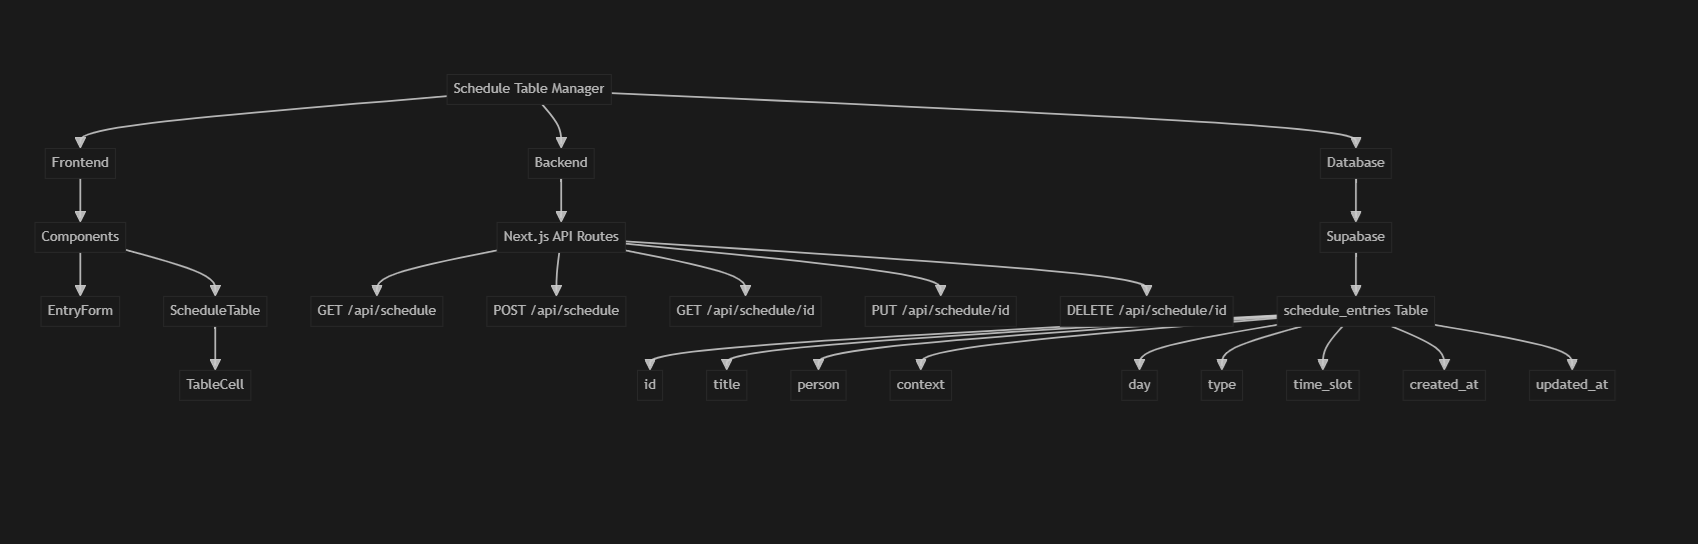 Schedule Table Manager
Frontend
Backend
Database
Components
Next.js API Routes
Supabase
EntryForm
ScheduleTable
GET /api/schedule
POST /api/schedule
GET /api/schedule/id
PUT /api/schedule/id
DELETE /api/schedule/id
schedule_entries Table
TableCell
id
title
person
context
day
type
time_slot
created_at
updated_at